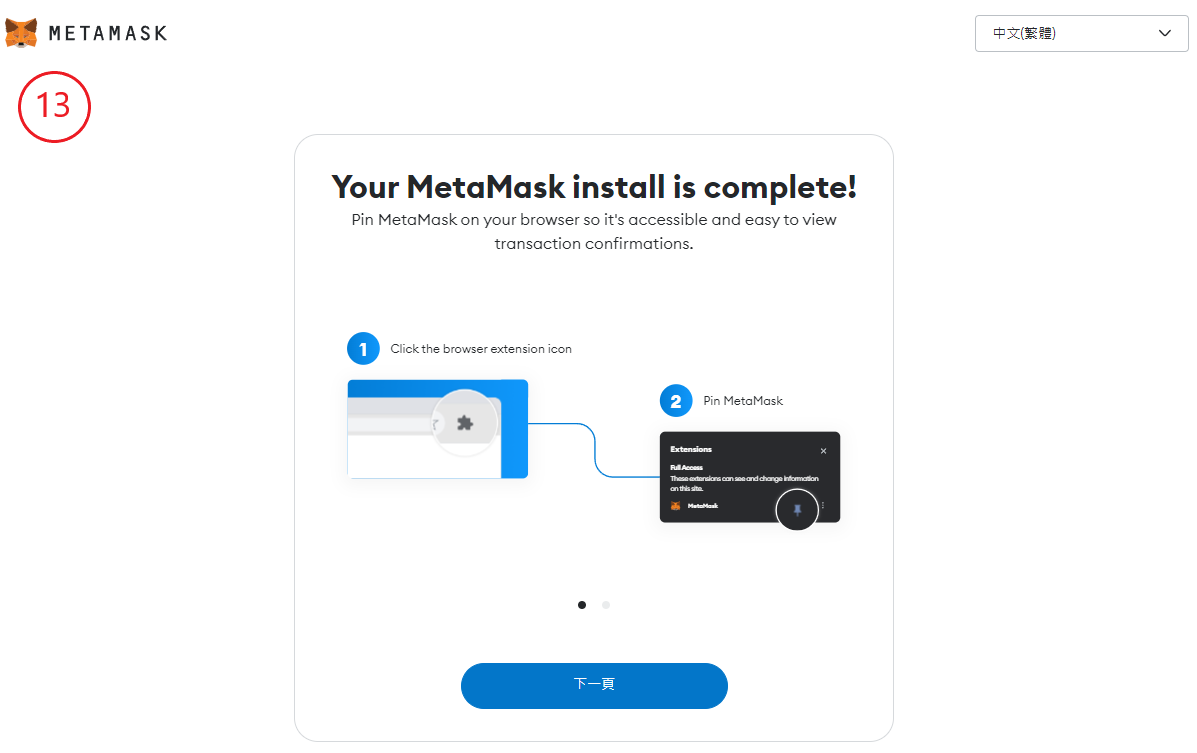 METAMASK
中文(繁體)
13
Your MetaMask install is complete!
Pin MetaMask on your browser so it's accessible and easy to view
transaction confirmations.
1 Click the browser extension icon
2 Pin MetaMask
Extensions
Full Access
These extensions can see and change information
on this site.
MetaMask
下一頁